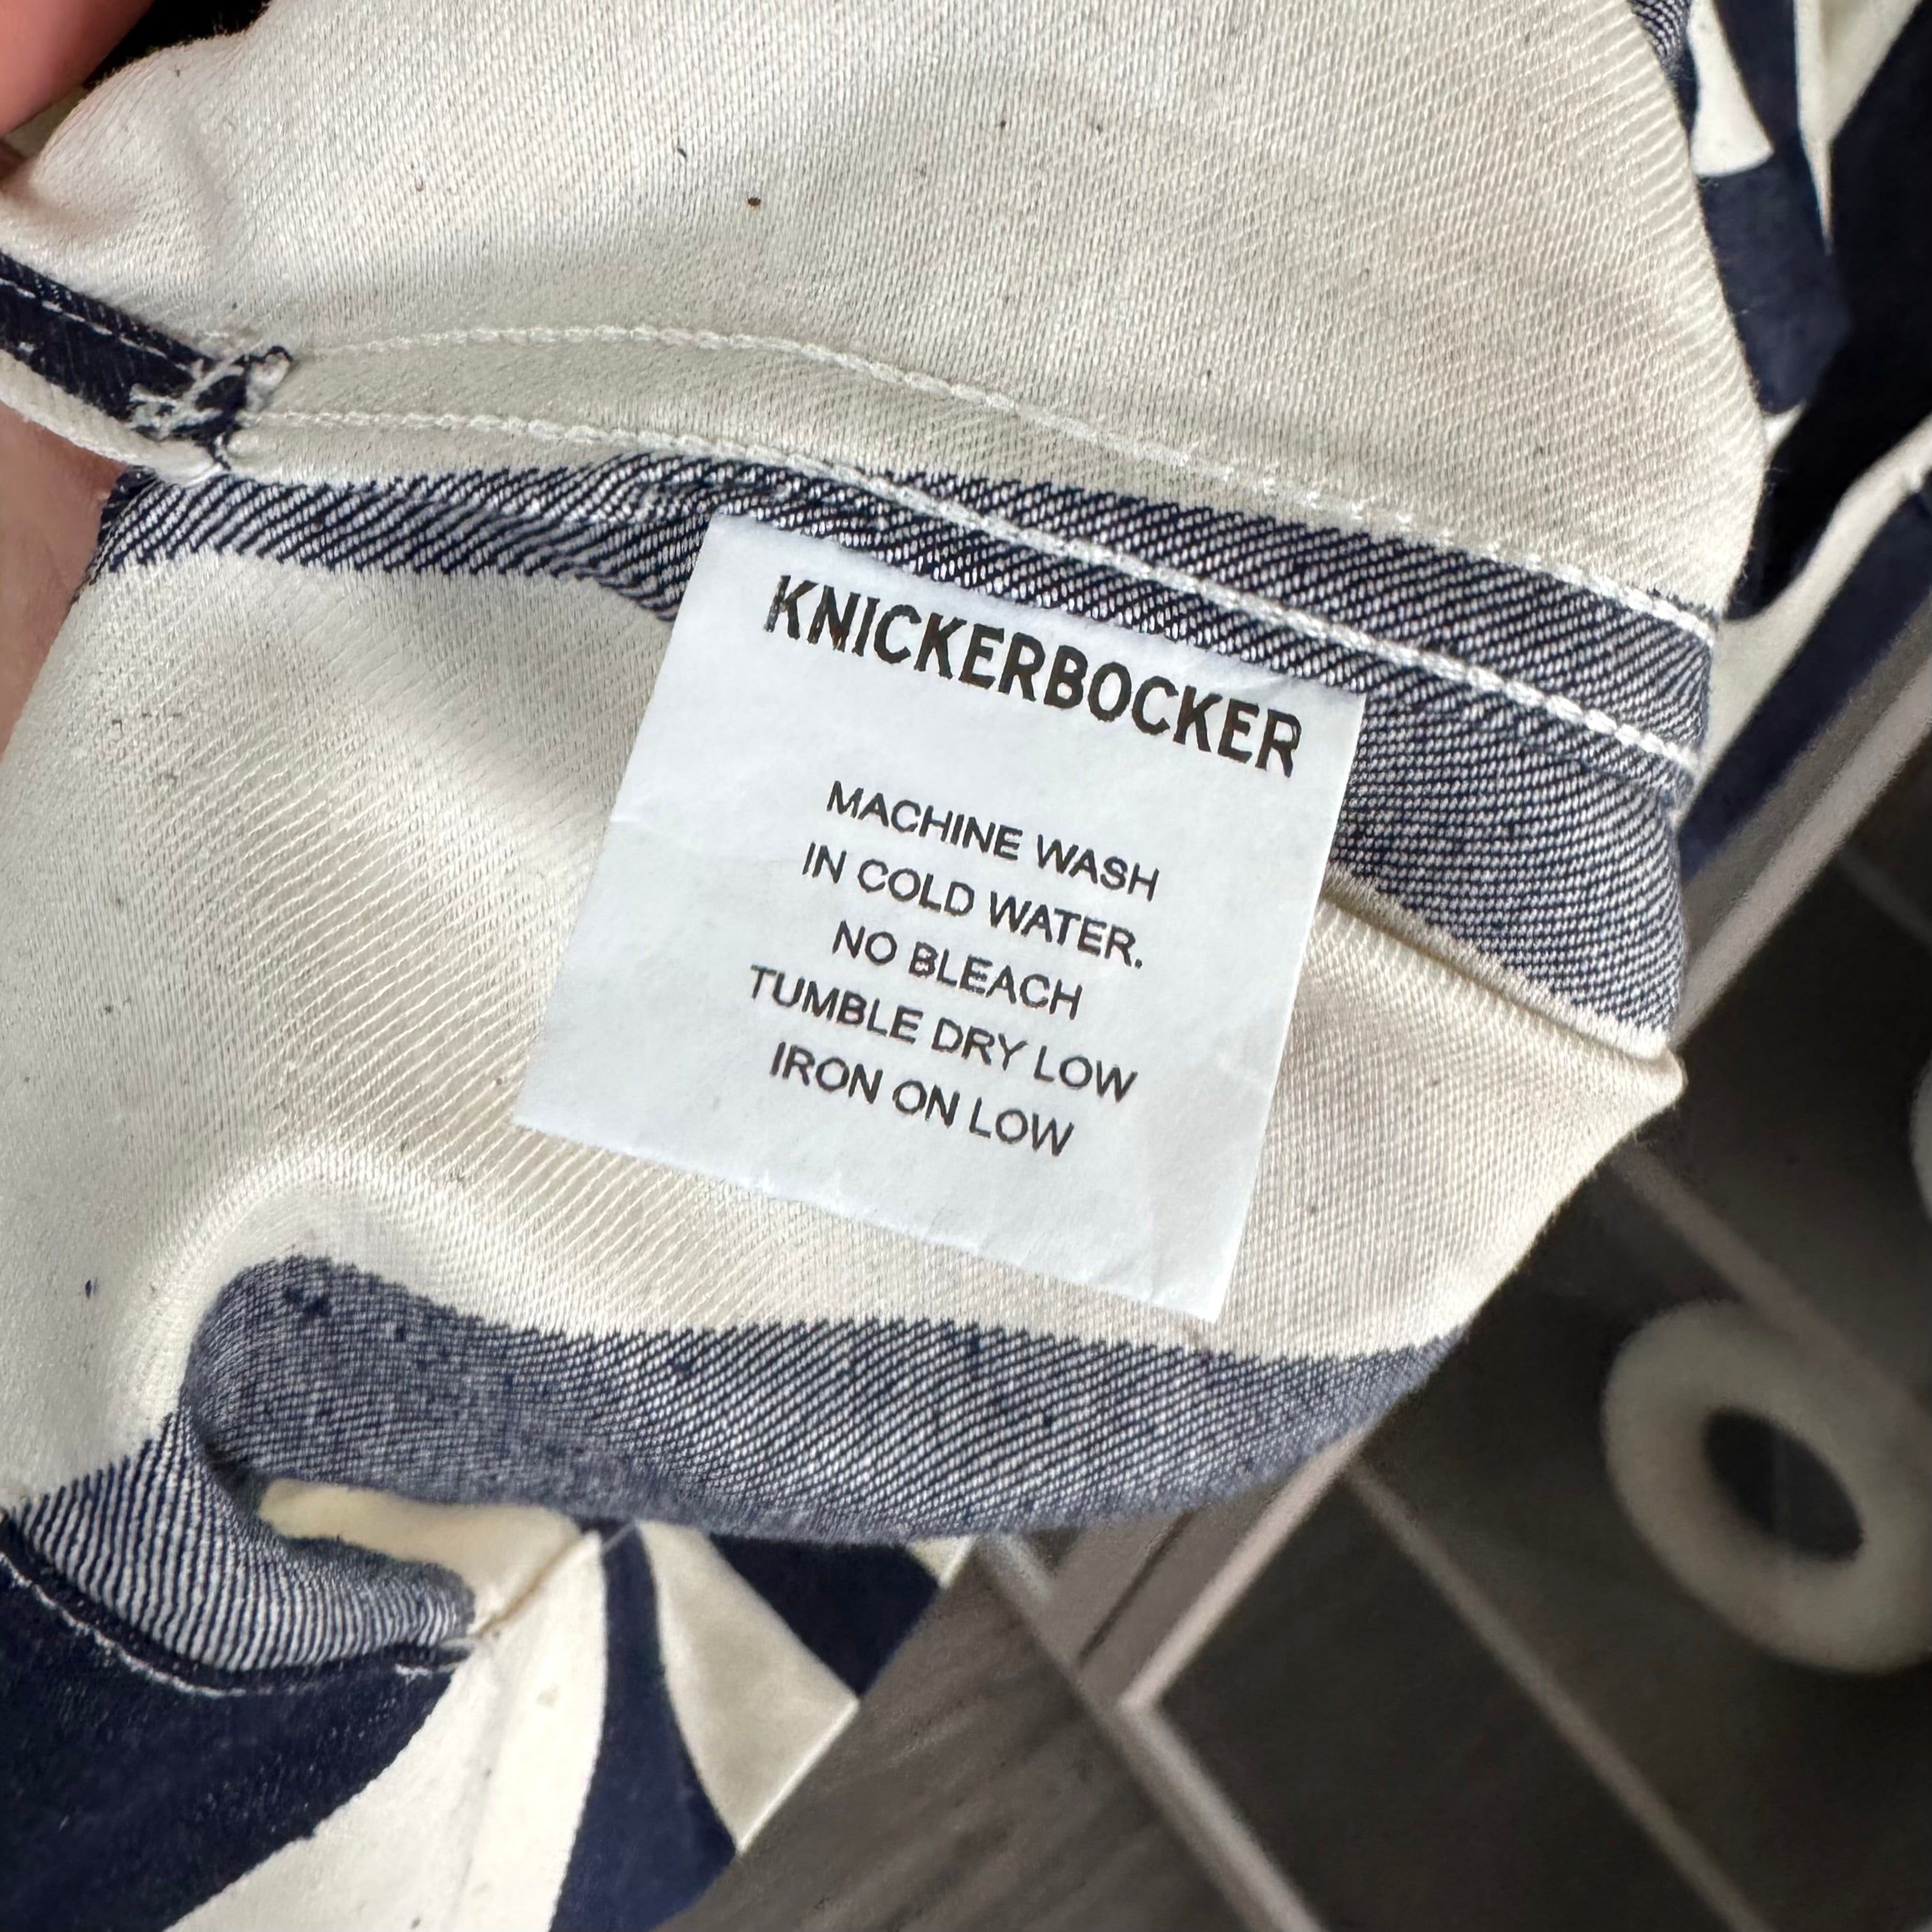 KNICKERBOCKER
MACHINE WASH
IN COLD WATER.
NO BLEACH
TUMBLE DRY LOW
IRON ON LOW